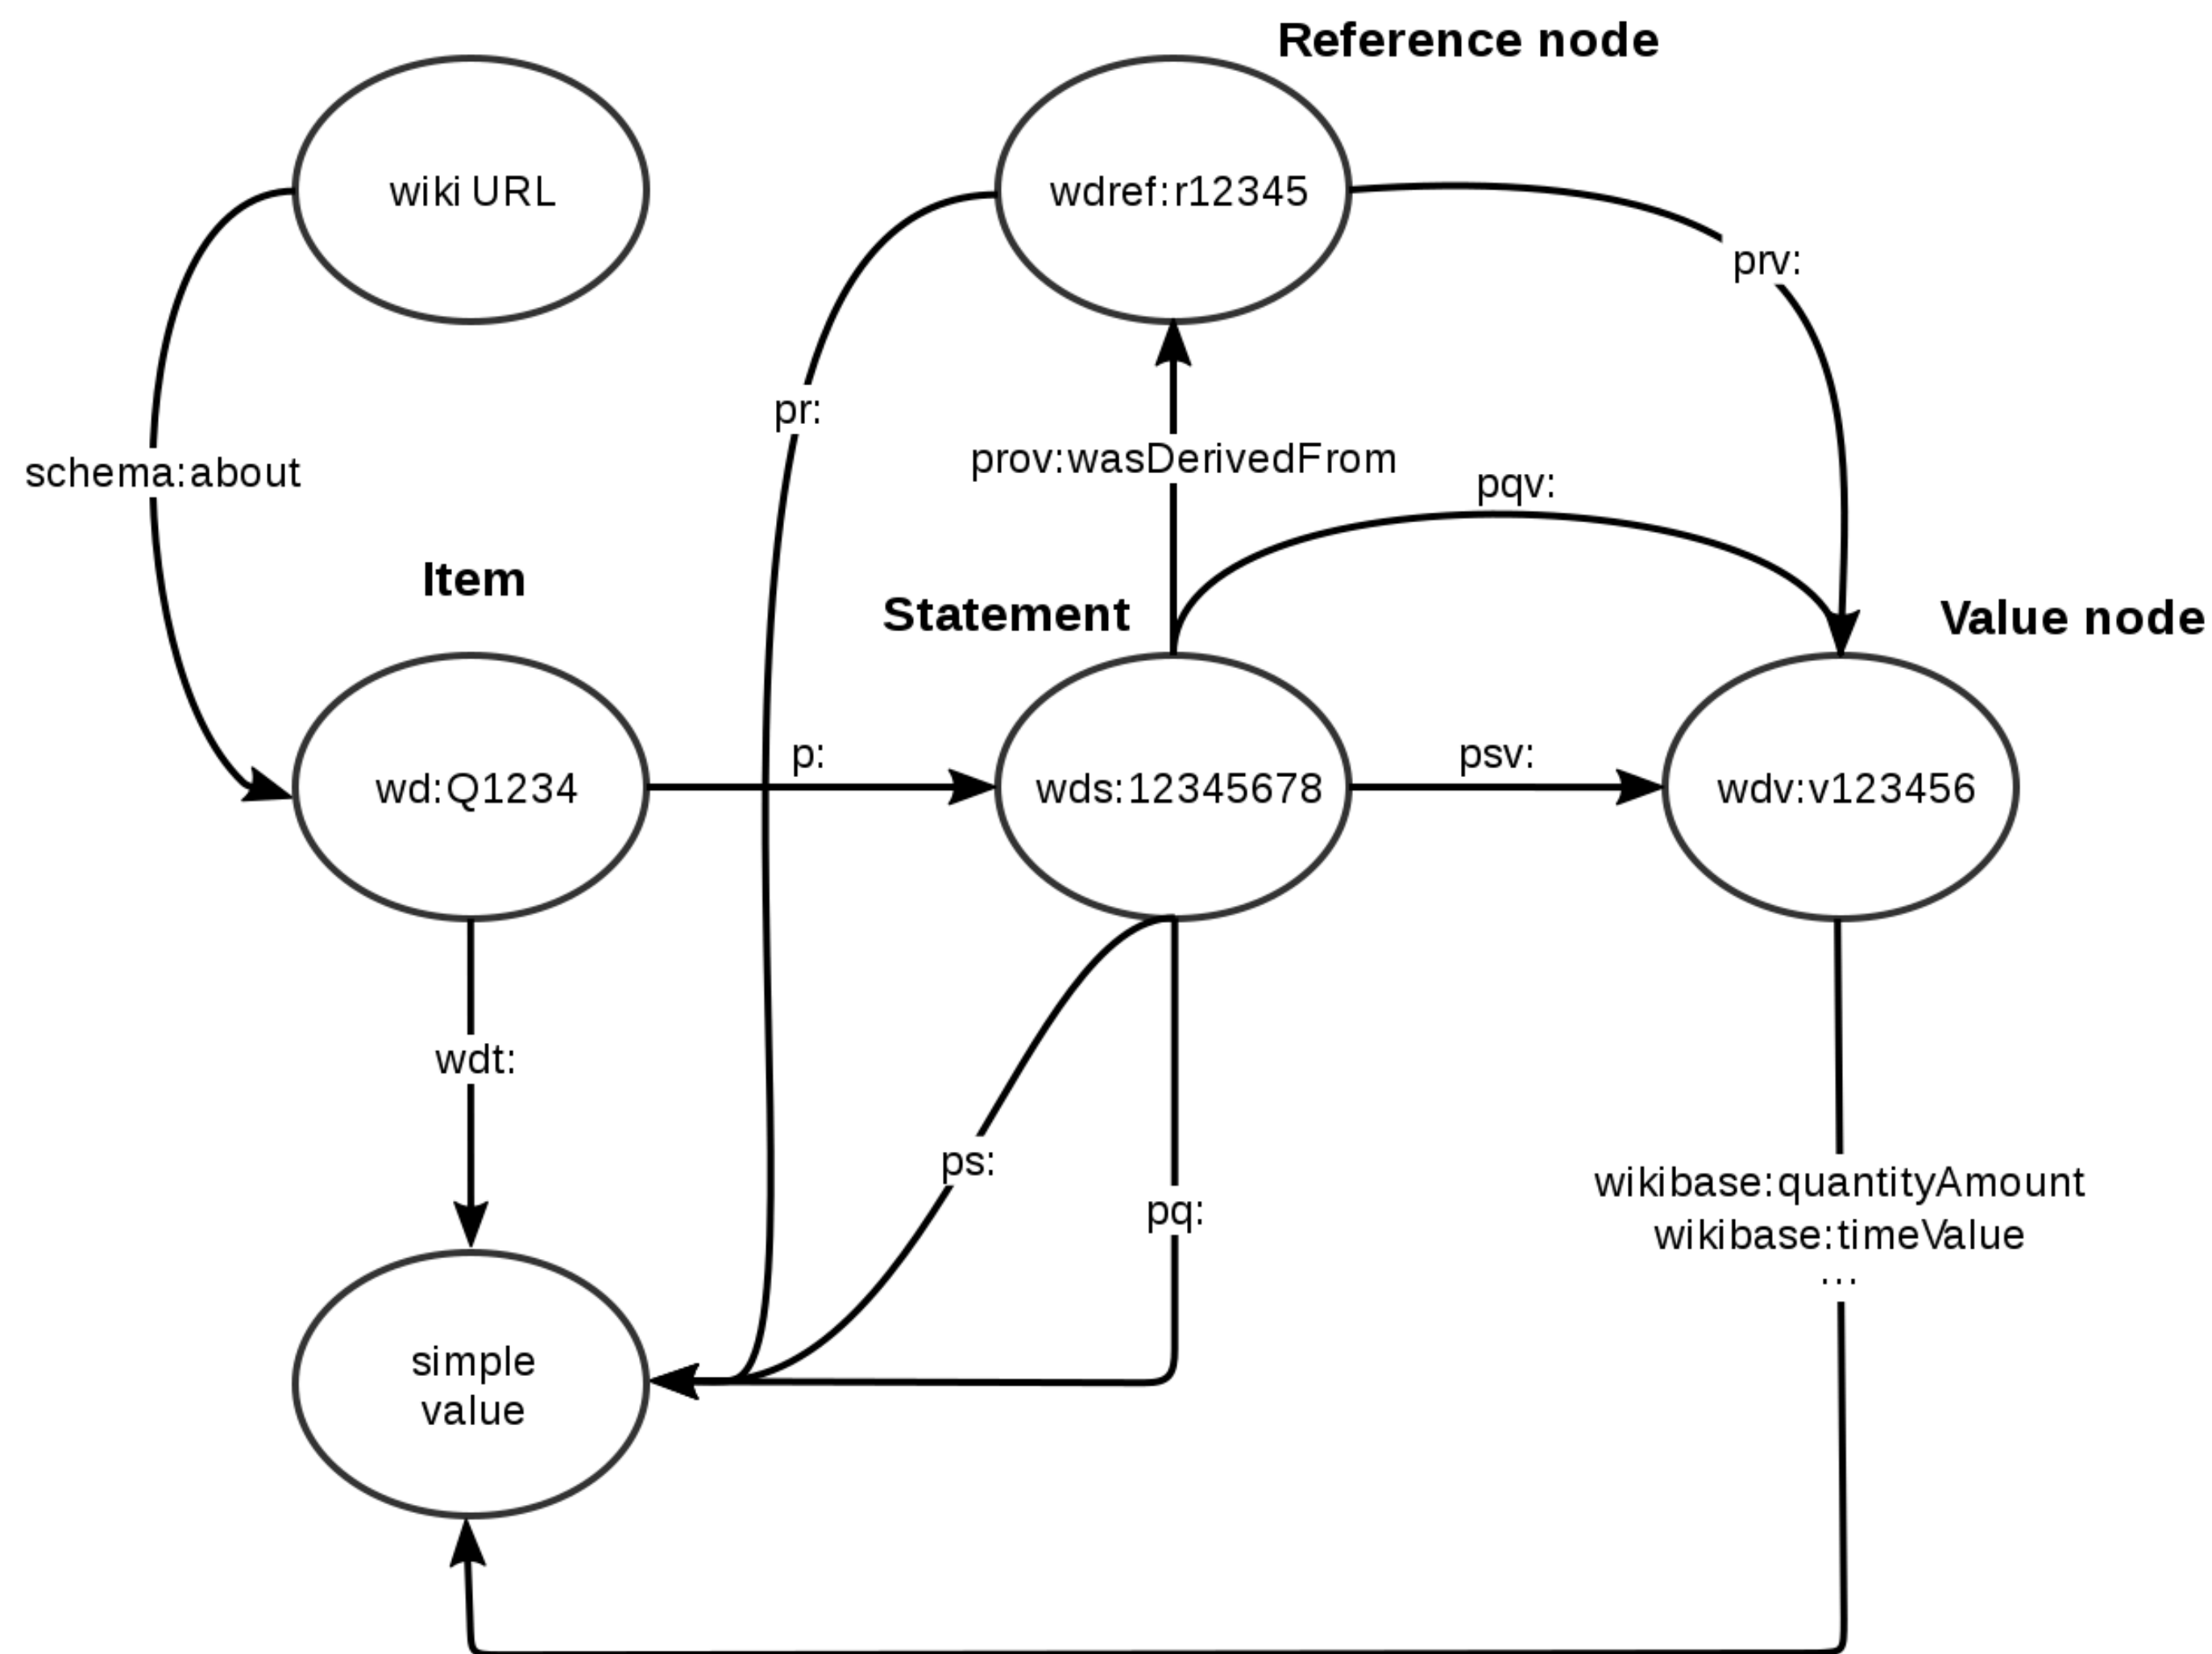 Reference node
wiki URL
wdref:r12345
prv:
pr:
prov:wasDerivedFrom
schema:about
pqv:
Item
Statement
Value node
p:
psv:
wd:Q1234
wds:12345678
wdv:v123456
wdt:
ps:
pq:
wikibase:quantityAmount
wikibase:timeValue
...
simple
value